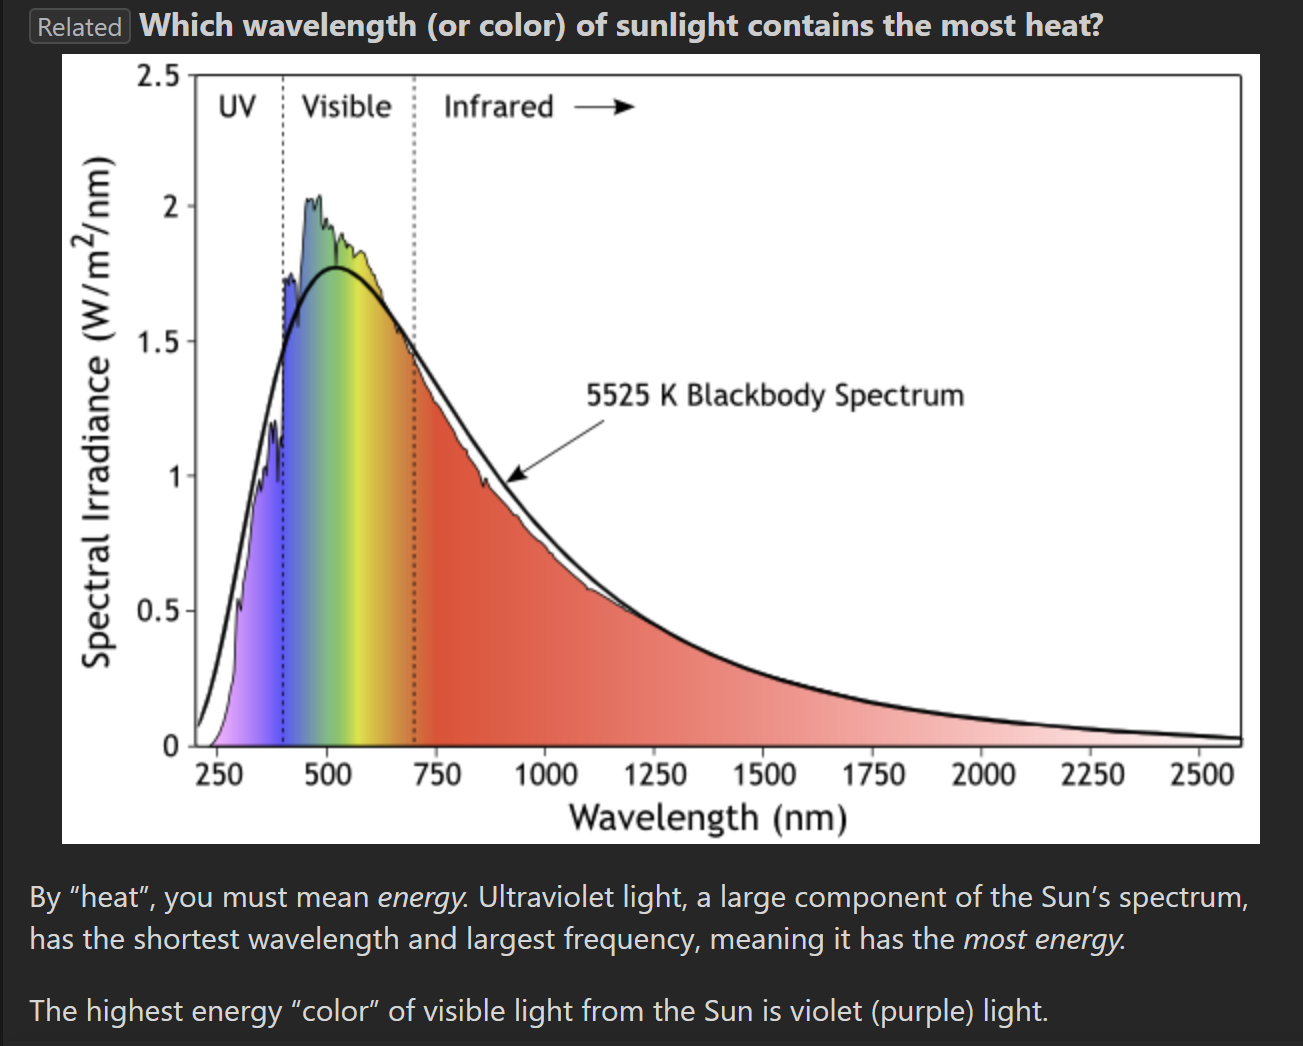 Related Which wavelength (or color) of sunlight contains the most heat?
2.5
UV
Visible
Infrared
2
1.5
5525 K Blackbody Spectrum
1
0.5
0
Spectral Irradiance (W/m²/nm)
250 500 750 1000 1250 1500 1750 2000 2250 2500
Wavelength (nm)
By “heat”, you must mean energy. Ultraviolet light, a large component of the Sun’s spectrum,
has the shortest wavelength and largest frequency, meaning it has the most energy.
The highest energy “color” of visible light from the Sun is violet (purple) light.